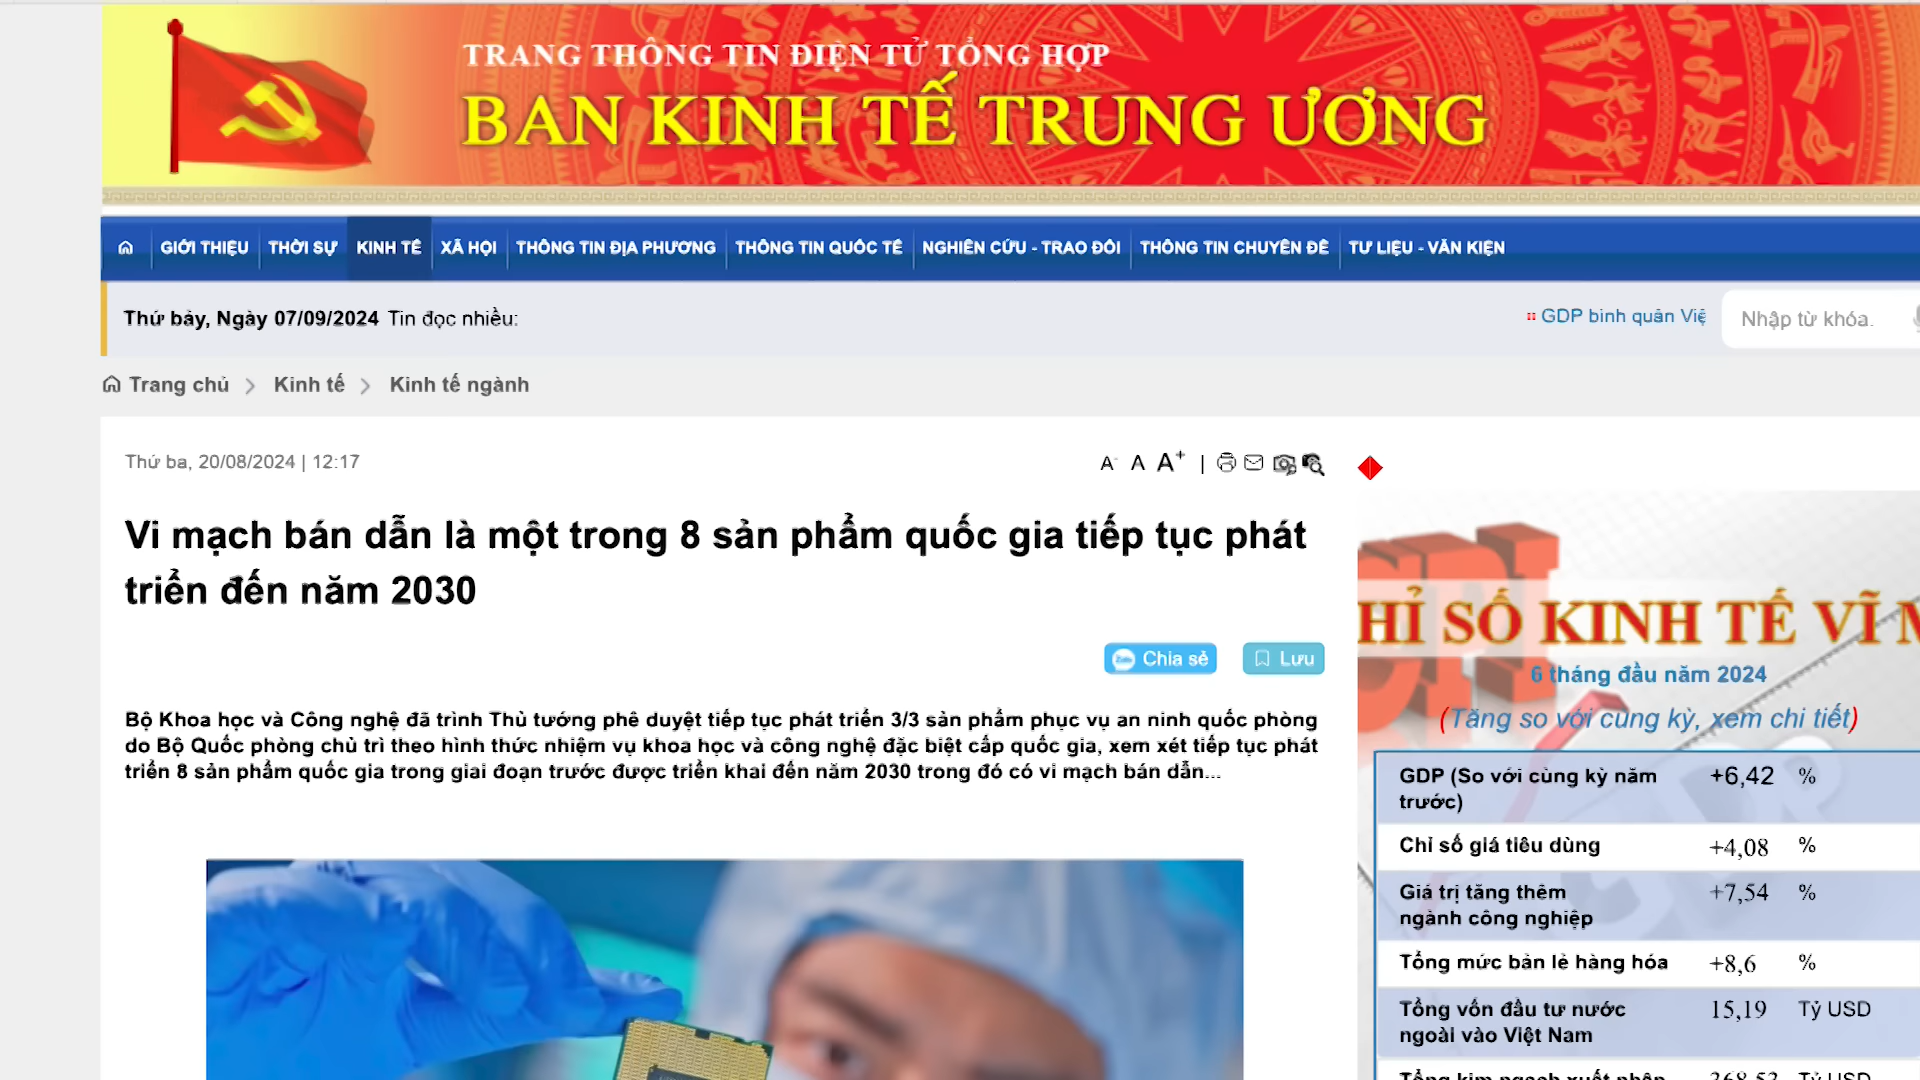 TRANG THÔNG TIN ĐIỆN TỬ TỔNG HỢP
BAN KINH TẾ TRUNG ƯƠNG
GIỚI THIỆU THỜI SỰ KINH TẾ XÃ HỘI THÔNG TIN ĐỊA PHƯƠNG THÔNG TIN QUỐC TẾ NGHIÊN CỨU - TRAO ĐỔI THÔNG TIN CHUYÊN ĐỀ TƯ LIỆU - VĂN KIỆN
Thứ bảy, Ngày 07/09/2024 Tin đọc nhiều:
GDP bình quân Việ
Nhập từ khóa.
Trang chủ Kinh tế Kinh tế ngành
Thứ ba, 20/08/2024 | 12:17
A- A A+ |
Vi mạch bán dẫn là một trong 8 sản phẩm quốc gia tiếp tục phát
triển đến năm 2030
Chia sẻ Lưu
Bộ Khoa học và Công nghệ đã trình Thủ tướng phê duyệt tiếp tục phát triển 3/3 sản phẩm phục vụ an ninh quốc phòng
do Bộ Quốc phòng chủ trì theo hình thức nhiệm vụ khoa học và công nghệ đặc biệt cấp quốc gia, xem xét tiếp tục phát
triển 8 sản phẩm quốc gia trong giai đoạn trước được triển khai đến năm 2030 trong đó có vi mạch bán dẫn...
HỈ SỐ KINH TẾ VĨ M
6 tháng đầu năm 2024
(Tăng so với cùng kỳ, xem chi tiết)
GDP (So với cùng kỳ năm
trước) +6,42 %
Chỉ số giá tiêu dùng +4,08 %
Giá trị tăng thêm
ngành công nghiệp +7,54 %
Tổng mức bán lẻ hàng hóa +8,6 %
Tổng vốn đầu tư nước
ngoài vào Việt Nam 15,19 Tỷ USD
Tổng kim ngạch xuất nhập 368,53 Tỷ USD